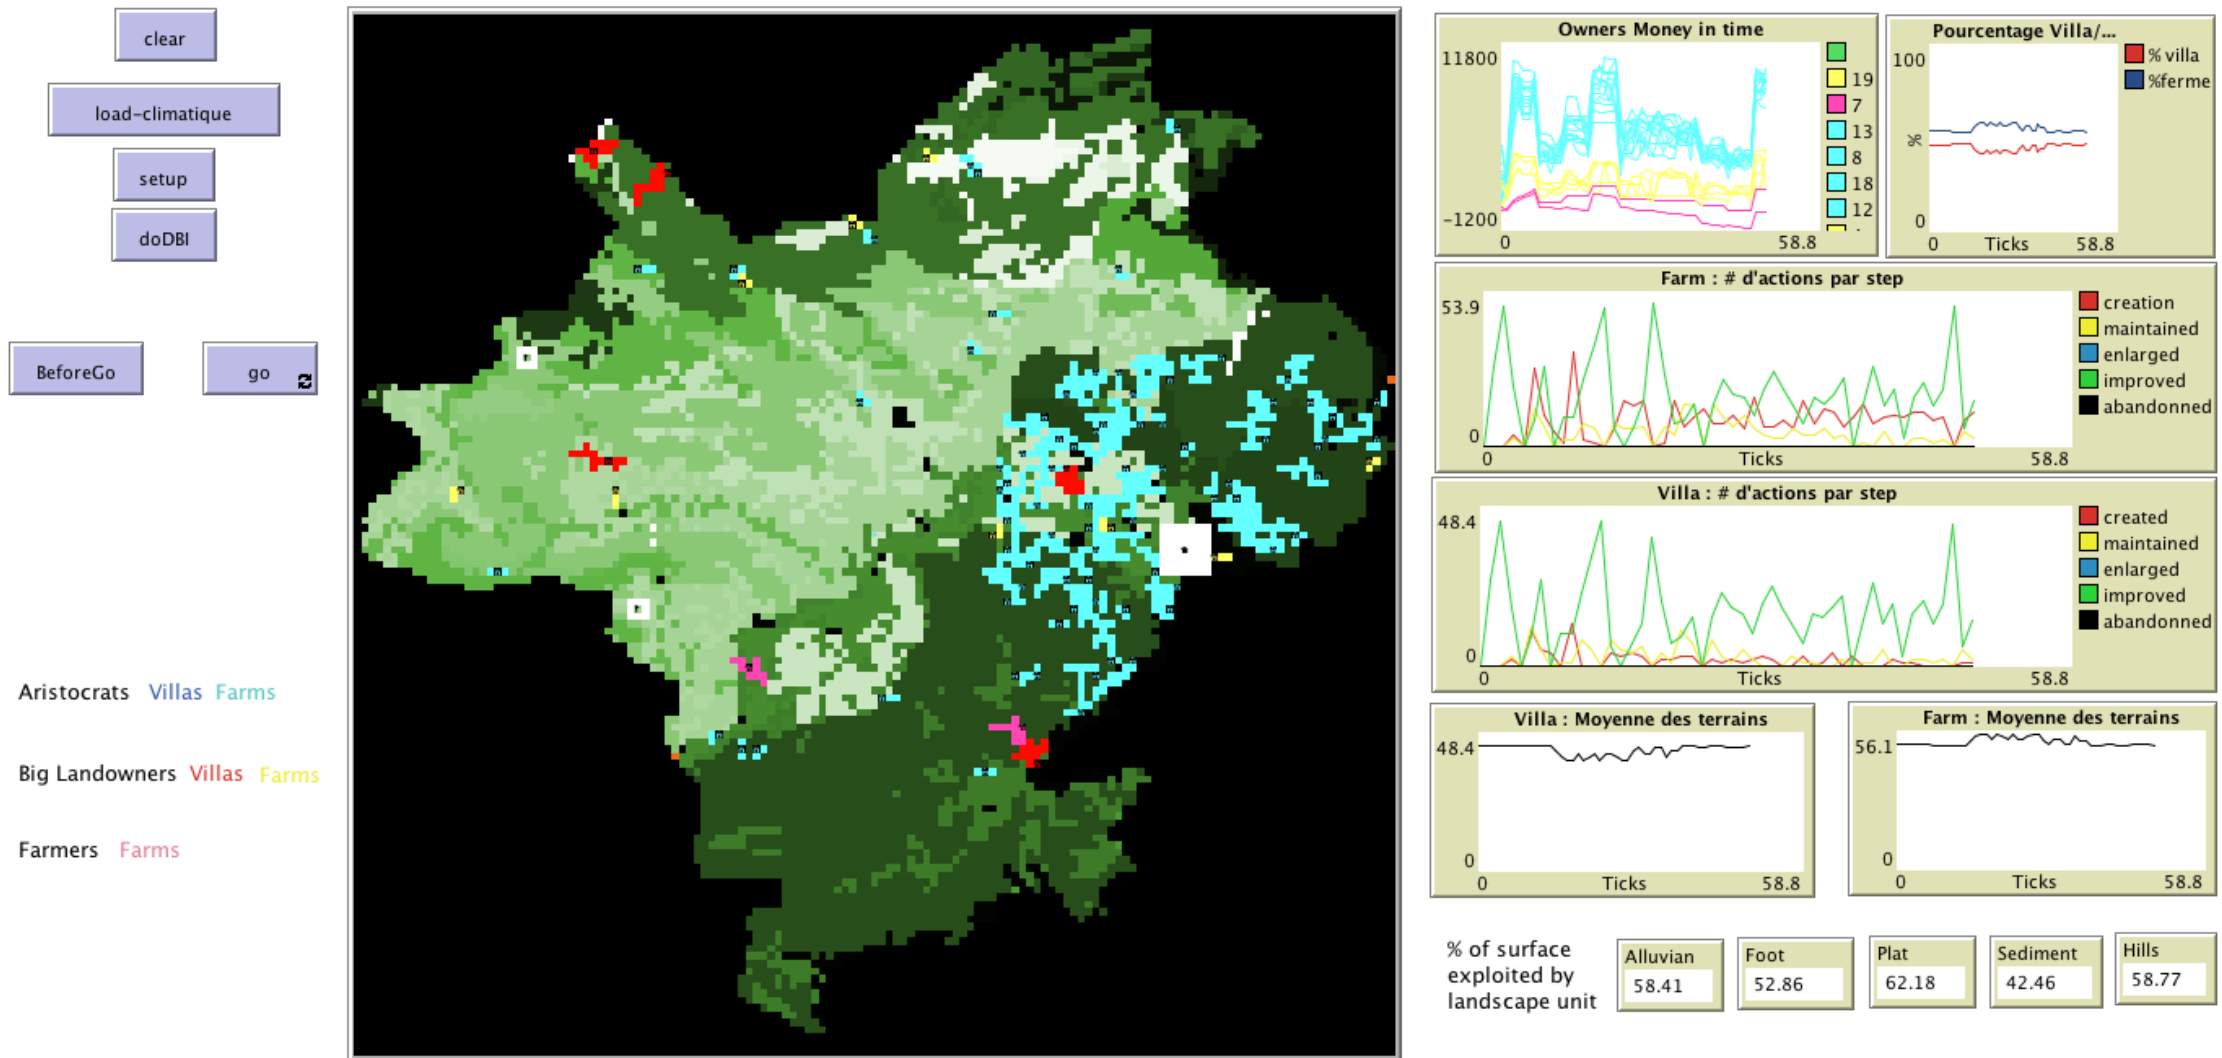 clear
load-climatique
setup
doDBI
BeforeGo
go
Aristocrats Villas Farms
Big Landowners Villas Farms
Farmers Farms
Owners Money in time
11800
-1200
0
58.8
19
7
13
8
18
12
Pourcentage Villa/...
100
%
0
0
Ticks
58.8
% villa
%ferme
Farm : # d'actions par step
53.9
0
0
Ticks
58.8
creation
maintained
enlarged
improved
abandonned
Villa : # d'actions par step
48.4
0
0
Ticks
58.8
created
maintained
enlarged
improved
abandonned
Villa : Moyenne des terrains
48.4
0
0
Ticks
58.8
Farm : Moyenne des terrains
56.1
0
0
Ticks
58.8
% of surface
exploited by
landscape unit
Alluvian
58.41
Foot
52.86
Plat
62.18
Sediment
42.46
Hills
58.77